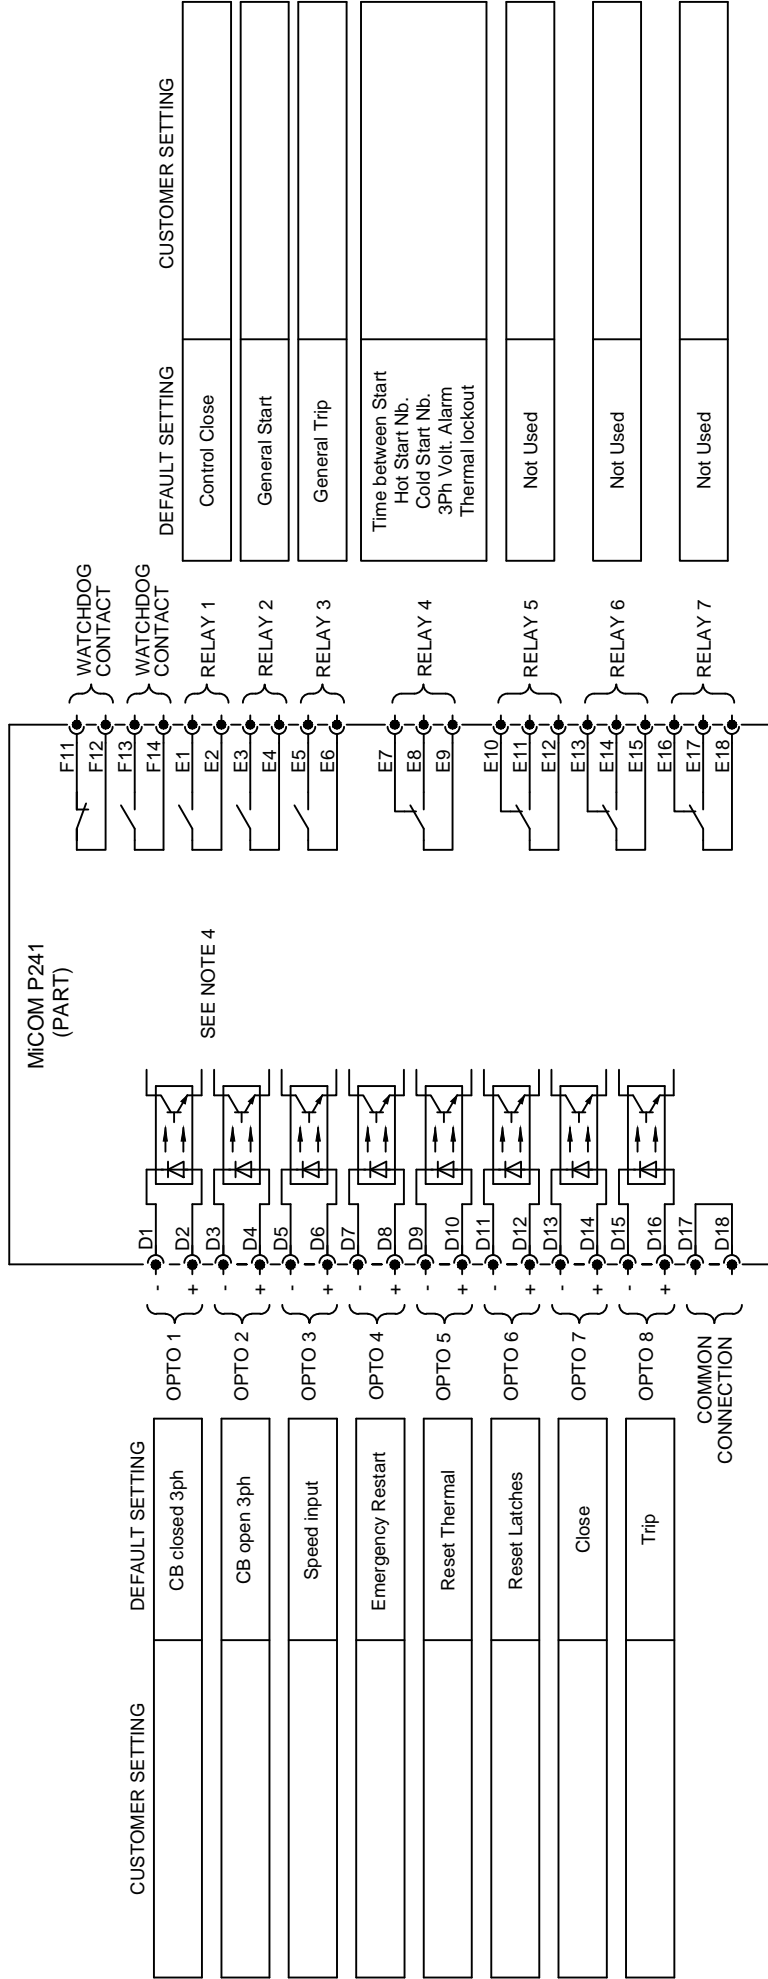 MiCOM P241
(PART)
SEE NOTE 4
CUSTOMER SETTING
DEFAULT SETTING
CB closed 3ph
OPTO 1
-
D1
+
D2
CB open 3ph
OPTO 2
-
D3
+
D4
Speed input
OPTO 3
-
D5
+
D6
Emergency Restart
OPTO 4
-
D7
+
D8
Reset Thermal
OPTO 5
-
D9
+
D10
Reset Latches
OPTO 6
-
D11
+
D12
Close
OPTO 7
-
D13
+
D14
Trip
OPTO 8
-
D15
+
D16
COMMON
CONNECTION
D17
D18
F11
F12
WATCHDOG
CONTACT
F13
F14
WATCHDOG
CONTACT
DEFAULT SETTING
CUSTOMER SETTING
E1
E2
RELAY 1
Control Close
E3
E4
RELAY 2
General Start
E5
E6
RELAY 3
General Trip
E7
E8
E9
RELAY 4
Time between Start
Hot Start Nb.
Cold Start Nb.
3Ph Volt. Alarm
Thermal lockout
E10
E11
E12
RELAY 5
Not Used
E13
E14
E15
RELAY 6
Not Used
E16
E17
E18
RELAY 7
Not Used